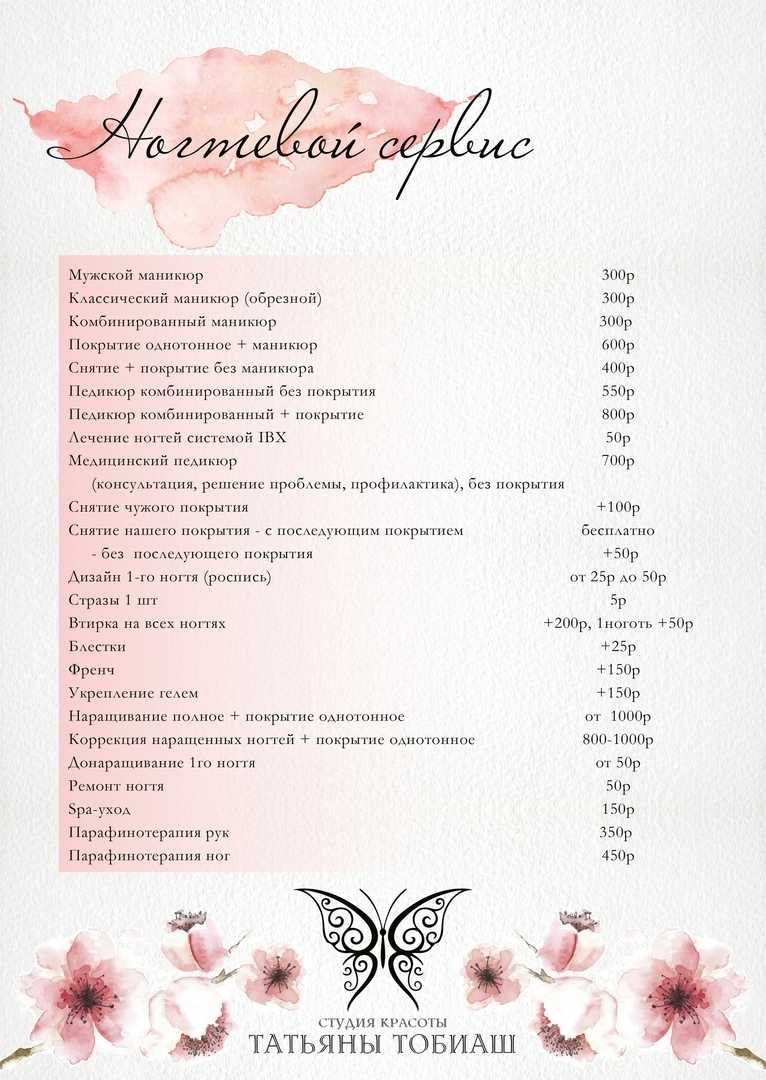 Ногтевой сервис
Мужской маникюр 300р
Классический маникюр (обрезной) 300р
Комбинированный маникюр 300р
Покрытие однотонное + маникюр 600р
Снятие + покрытие без маникюра 400р
Педикюр комбинированный без покрытия 550р
Педикюр комбинированный + покрытие 800р
Лечение ногтей системой IBX 50р
Медицинский педикюр 700р
(консультация, решение проблемы, профилактика), без покрытия
Снятие чужого покрытия +100р
Снятие нашего покрытия - с последующим покрытием бесплатно
- без последующего покрытия +50р
Дизайн 1-го ногтя (роспись) от 25р до 50р
Стразы 1 шт 5р
Втирка на всех ногтях +200р, 1ноготь +50р
Блестки +25р
Френч +150р
Укрепление гелем +150р
Наращивание полное + покрытие однотонное от 1000р
Коррекция наращенных ногтей + покрытие однотонное 800-1000р
Донаращивание 1го ногтя от 50р
Ремонт ногтя 50р
Spa-уход 150р
Парафинотерапия рук 350р
Парафинотерапия ног 450р
СТУДИЯ КРАСОТЫ
ТАТЬЯНЫ ТОБИАШ